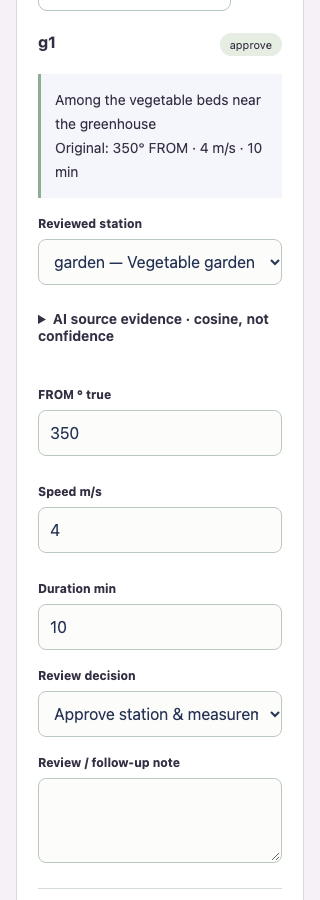 g1
approve
Among the vegetable beds near
the greenhouse
Original: 350° FROM · 4 m/s · 10
min
Reviewed station
garden — Vegetable garden
▶ AI source evidence · cosine, not
confidence
FROM ° true
350
Speed m/s
4
Duration min
10
Review decision
Approve station & measuren
Review / follow-up note